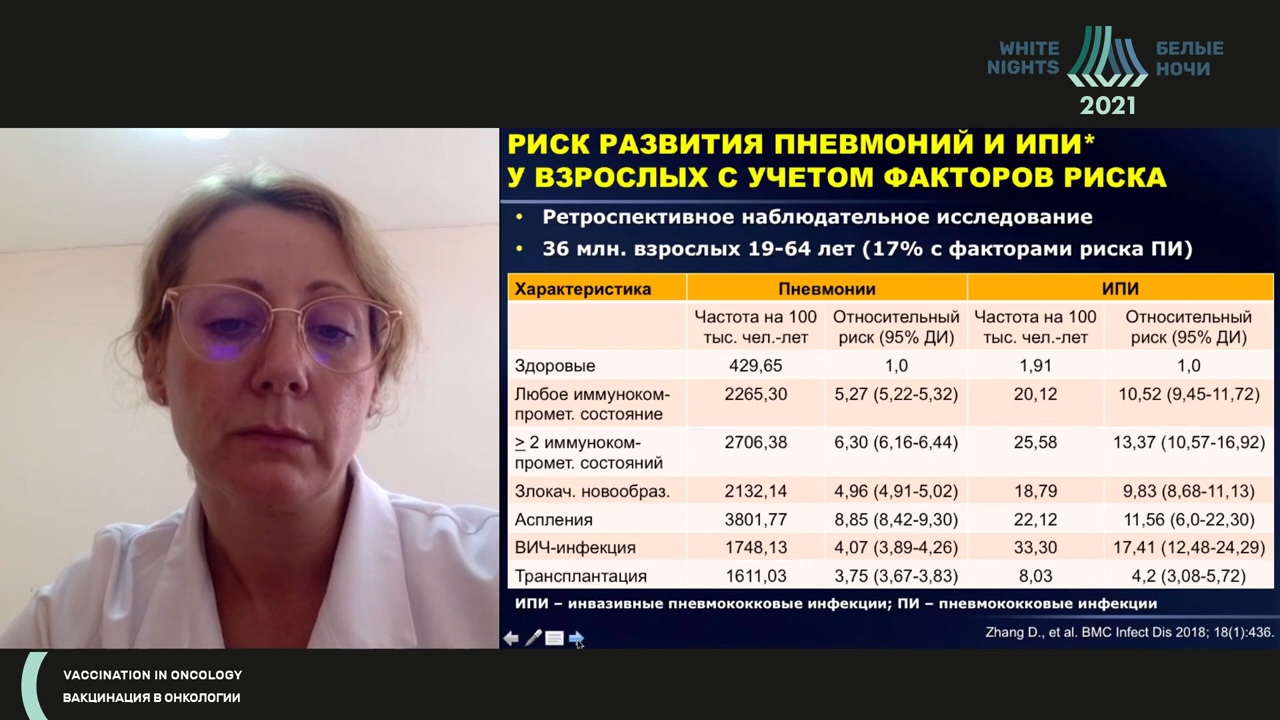 WHITE NIGHTS
БЕЛЫЕ НОЧИ
2021
РИСК РАЗВИТИЯ ПНЕВМОНИЙ И ИПИ*
У ВЗРОСЛЫХ С УЧЕТОМ ФАКТОРОВ РИСКА
• Ретроспективное наблюдательное исследование
• 36 млн. взрослых 19-64 лет (17% с факторами риска ПИ)
Характеристика Пневмонии ИПИ
Частота на 100 тыс. чел.-лет Относительный риск (95% ДИ) Частота на 100 тыс. чел.-лет Относительный риск (95% ДИ)
Здоровые 429,65 1,0 1,91 1,0
Любое иммуноком-промет. состояние 2265,30 5,27 (5,22-5,32) 20,12 10,52 (9,45-11,72)
≥ 2 иммуноком-промет. состояний 2706,38 6,30 (6,16-6,44) 25,58 13,37 (10,57-16,92)
Злокач. новообраз. 2132,14 4,96 (4,91-5,02) 18,79 9,83 (8,68-11,13)
Аспления 3801,77 8,85 (8,42-9,30) 22,12 11,56 (6,0-22,30)
ВИЧ-инфекция 1748,13 4,07 (3,89-4,26) 33,30 17,41 (12,48-24,29)
Трансплантация 1611,03 3,75 (3,67-3,83) 8,03 4,2 (3,08-5,72)
ИПИ – инвазивные пневмококковые инфекции; ПИ – пневмококковые инфекции
Zhang D., et al. BMC Infect Dis 2018; 18(1):436.
VACCINATION IN ONCOLOGY
ВАКЦИНАЦИЯ В ОНКОЛОГИИ